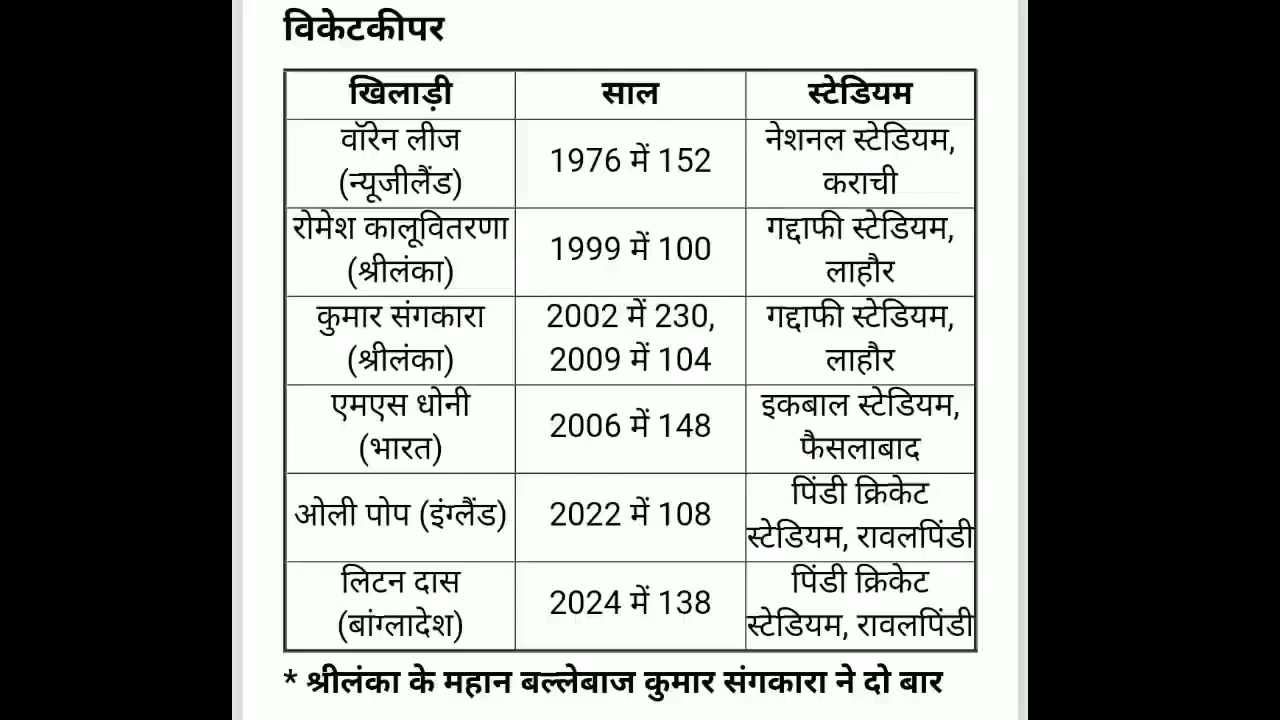 विकेटकीपर
खिलाड़ी साल स्टेडियम
वॉरेन लीज (न्यूजीलैंड) 1976 में 152 नेशनल स्टेडियम, कराची
रोमेश कालूवितरणा (श्रीलंका) 1999 में 100 गद्दाफी स्टेडियम, लाहौर
कुमार संगकारा (श्रीलंका) 2002 में 230, 2009 में 104 गद्दाफी स्टेडियम, लाहौर
एमएस धोनी (भारत) 2006 में 148 इकबाल स्टेडियम, फैसलाबाद
ओली पोप (इंग्लैंड) 2022 में 108 पिंडी क्रिकेट स्टेडियम, रावलपिंडी
लिटन दास (बांग्लादेश) 2024 में 138 पिंडी क्रिकेट स्टेडियम, रावलपिंडी
* श्रीलंका के महान बल्लेबाज कुमार संगकारा ने दो बार